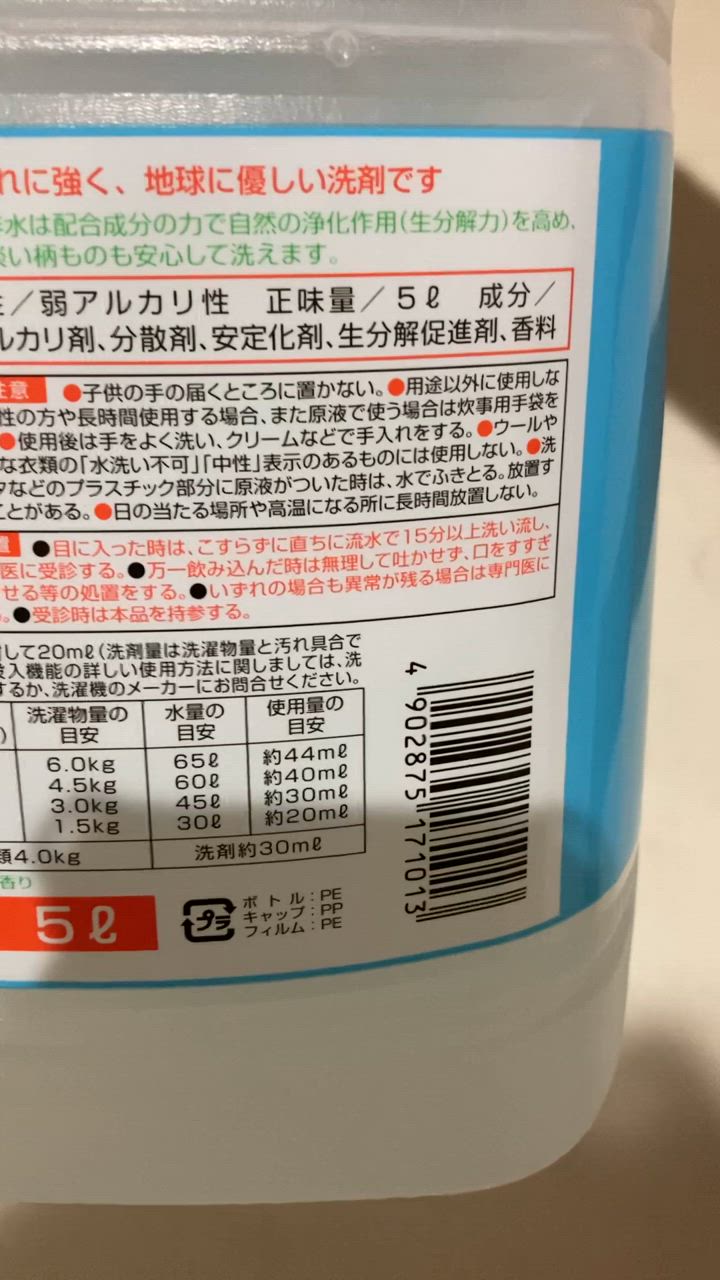 れに強く、地球に優しい洗剤です
水は配合成分の力で自然の浄化作用(生分解力)を高め、
淡い柄ものも安心して洗えます。
/弱アルカリ性 正味量/5ℓ 成分/
ルカリ剤、分散剤、安定化剤、生分解促進剤、香料
注意 ●子供の手の届くところに置かない。●用途以外に使用しな
性の方や長時間使用する場合、また原液で使う場合は炊事用手袋を
●使用後は手をよく洗い、クリームなどで手入れをする。●ウールや
な衣類の「水洗い不可」「中性」表示のあるものには使用しない。●洗
などのプラスチック部分に原液がついた時は、水でふきとる。放置す
ことがある。●日の当たる場所や高温になる所に長時間放置しない。
置 ●目に入った時は、こすらずに直ちに流水で15分以上洗い流し、
医に受診する。●万一飲み込んだ時は無理して吐かせず、口をすすぎ
せる等の処置をする。●いずれの場合も異常が残る場合は専門医に
。●受診時は本品を持参する。
して20mℓ(洗剤量は洗濯物量と汚れ具合で
投入機能の詳しい使用方法に関しましては、洗
するか、洗濯機のメーカーにお問合せください。
) 洗濯物量の目安 水量の目安 使用量の目安
6.0kg 65ℓ 約44mℓ
4.5kg 60ℓ 約40mℓ
3.0kg 45ℓ 約30mℓ
1.5kg 30ℓ 約20mℓ
類4.0kg 洗剤約30mℓ
香り
5ℓ
プラ
ボトル:PE
キャップ:PP
フィルム:PE
4 902875 171013